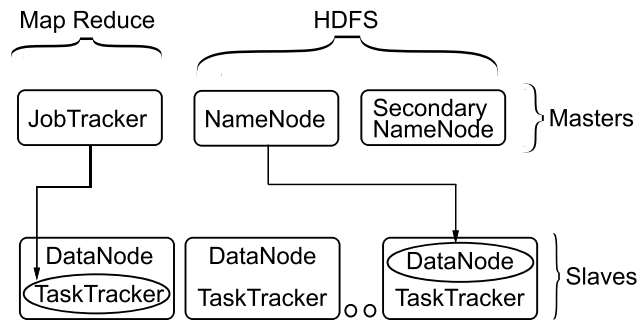 Map Reduce
HDFS
JobTracker
NameNode
Secondary
NameNode
Masters
DataNode
TaskTracker
DataNode
TaskTracker
DataNode
TaskTracker
Slaves